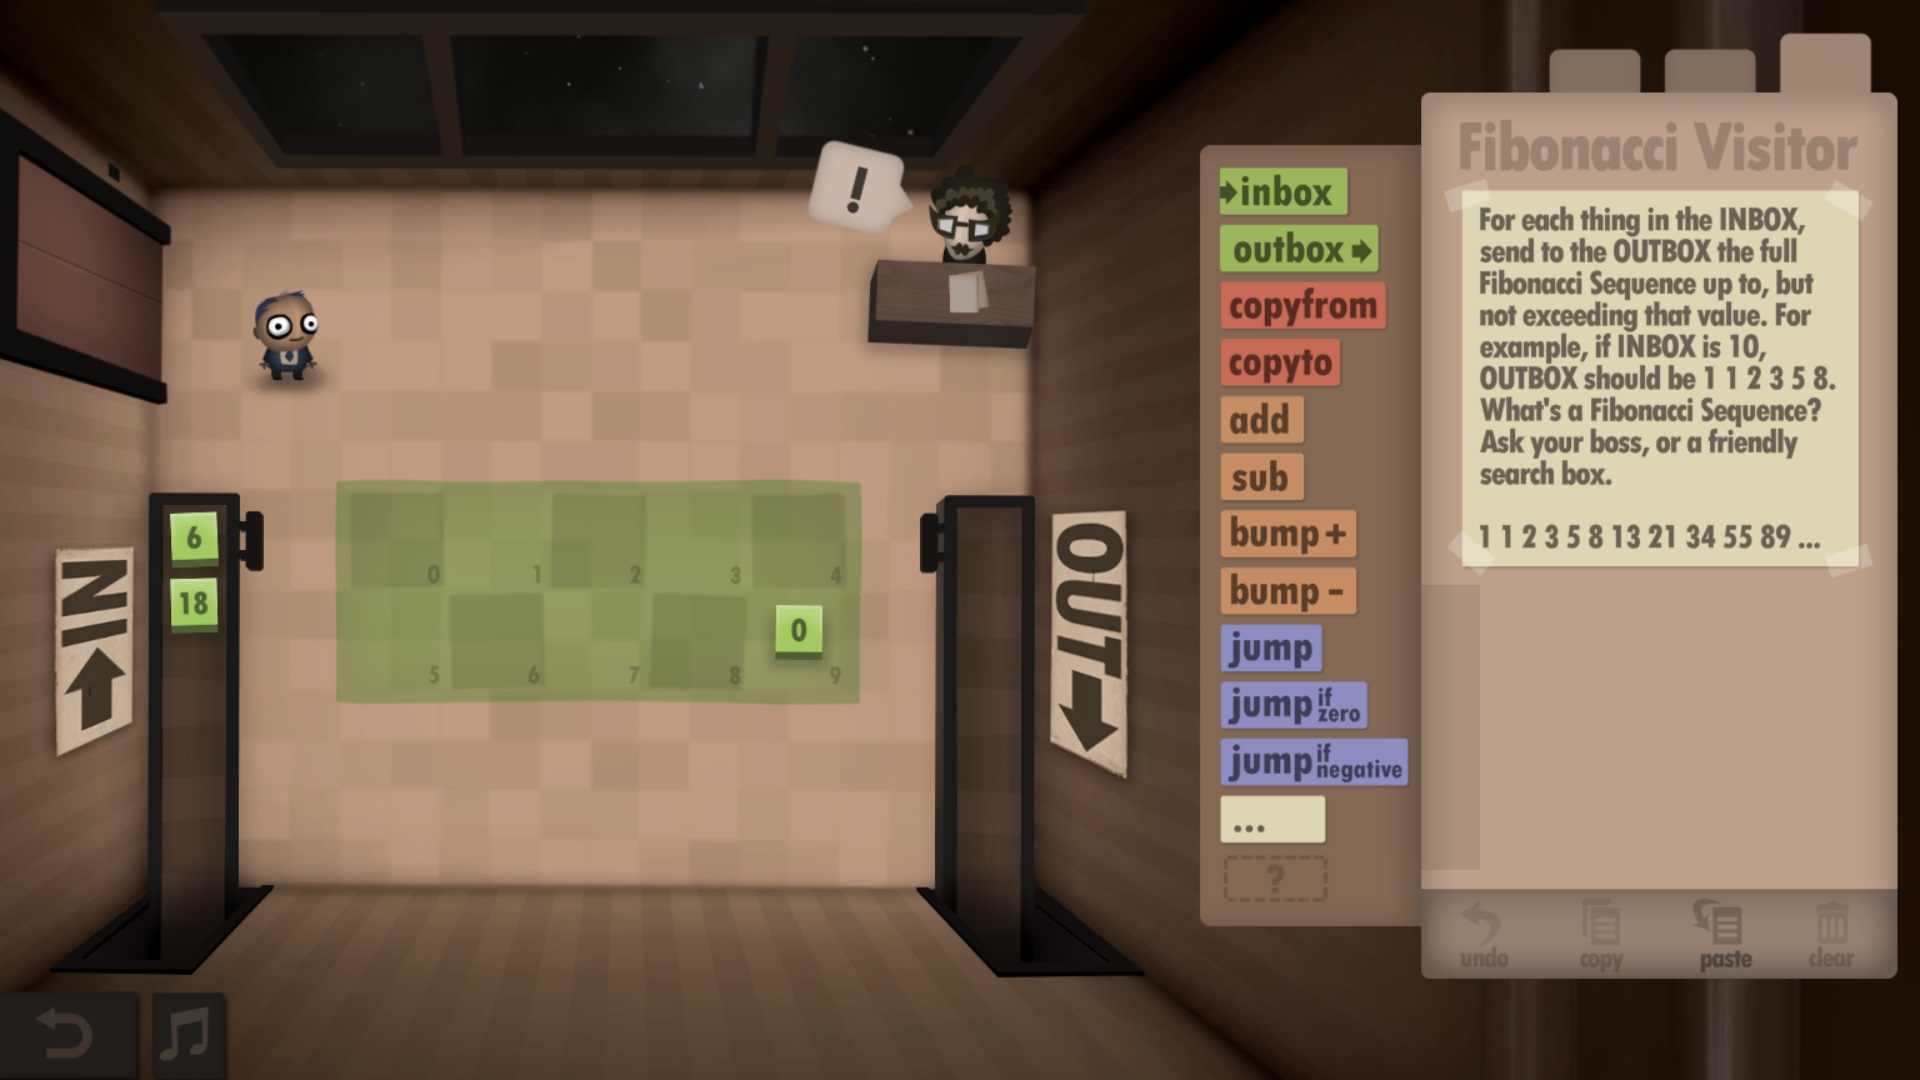 !
IN
6
18
0
1
2
3
4
0
5
6
7
8
9
OUT
inbox
outbox
copyfrom
copyto
add
sub
bump +
bump -
jump
jump if zero
jump if negative
...
?
Fibonacci Visitor
For each thing in the INBOX,
send to the OUTBOX the full
Fibonacci Sequence up to, but
not exceeding that value. For
example, if INBOX is 10,
OUTBOX should be 1 1 2 3 5 8.
What's a Fibonacci Sequence?
Ask your boss, or a friendly
search box.
1 1 2 3 5 8 13 21 34 55 89 ...
undo
copy
paste
clear